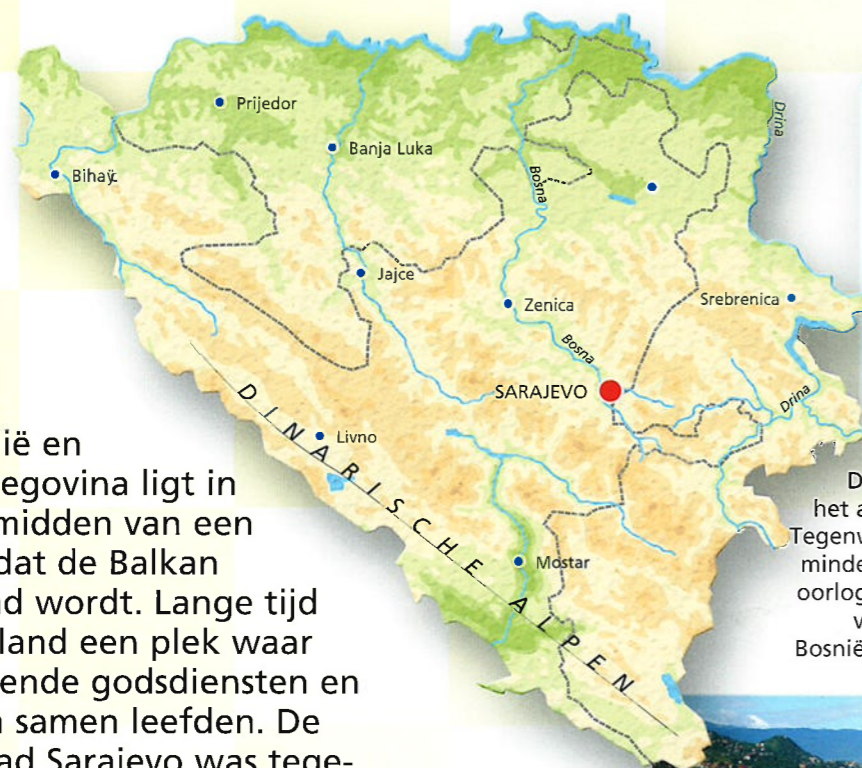 Prijedor
Drina
Banja Luka
Bihaÿc
Bosna
Jajce
Srebrenica
Zenica
Bosna
SARAJEVO
Drina
DINARISCHE ALPEN
Livno
Mostar
ië en
egovina ligt in
midden van een
dat de Balkan
d wordt. Lange tijd
land een plek waar
ende godsdiensten en
samen leefden. De
ad Sarajevo was tege-
D
het a
Tegenw
minde
oorlog
v
Bosnië